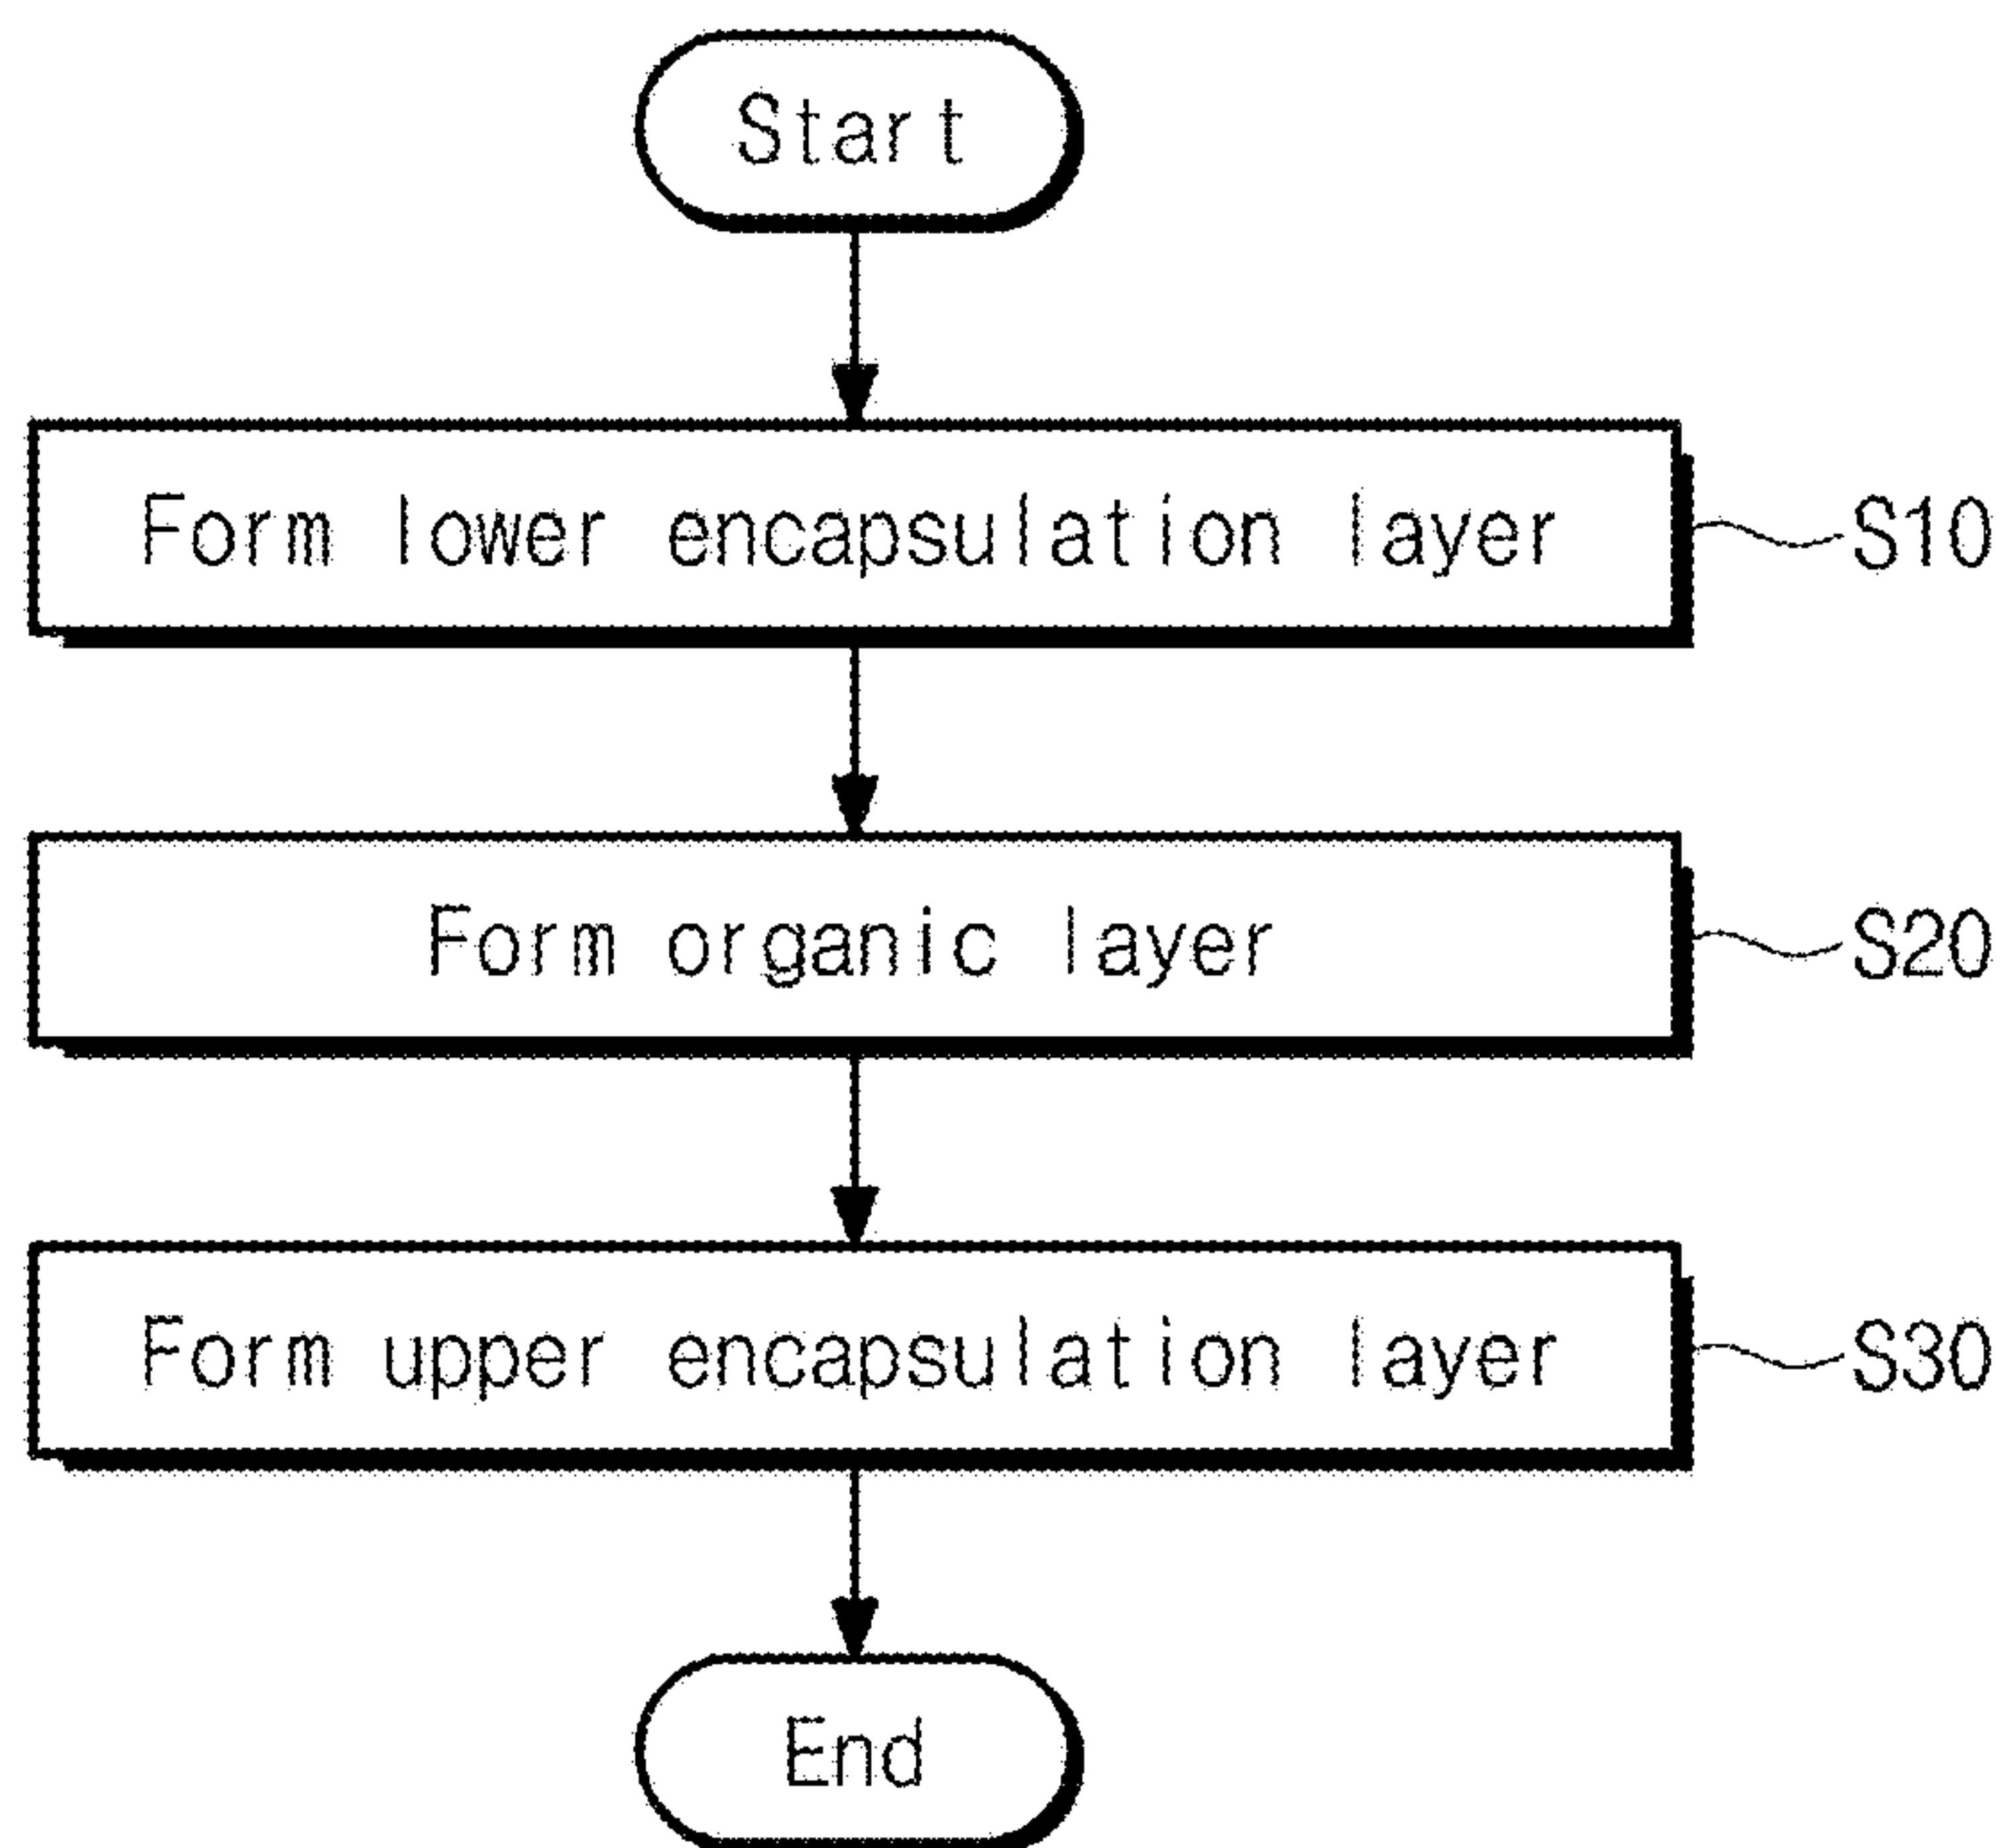 Start
Form lower encapsulation layer
S10
Form organic layer
S20
Form upper encapsulation layer
S30
End